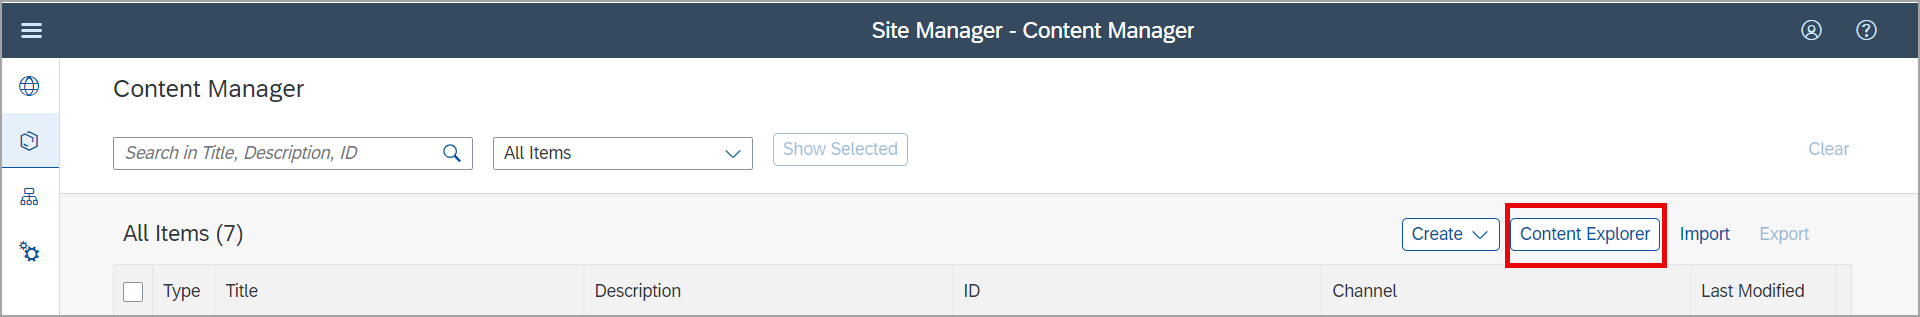 Site Manager - Content Manager
Content Manager
Search in Title, Description, ID
All Items
Show Selected
Clear
All Items (7)
Create
Content Explorer
Import
Export
Type
Title
Description
ID
Channel
Last Modified